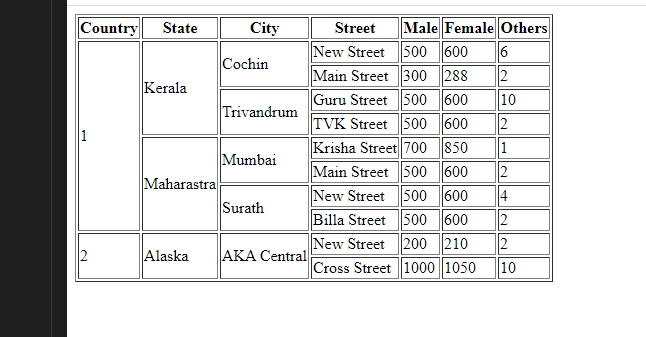 Country State City Street Male Female Others
1 Kerala Cochin New Street 500 600 6
Main Street 300 288 2
Trivandrum Guru Street 500 600 10
TVK Street 500 600 2
Maharastra Mumbai Krisha Street 700 850 1
Main Street 500 600 2
Surath New Street 500 600 4
Billa Street 500 600 2
2 Alaska AKA Central New Street 200 210 2
Cross Street 1000 1050 10